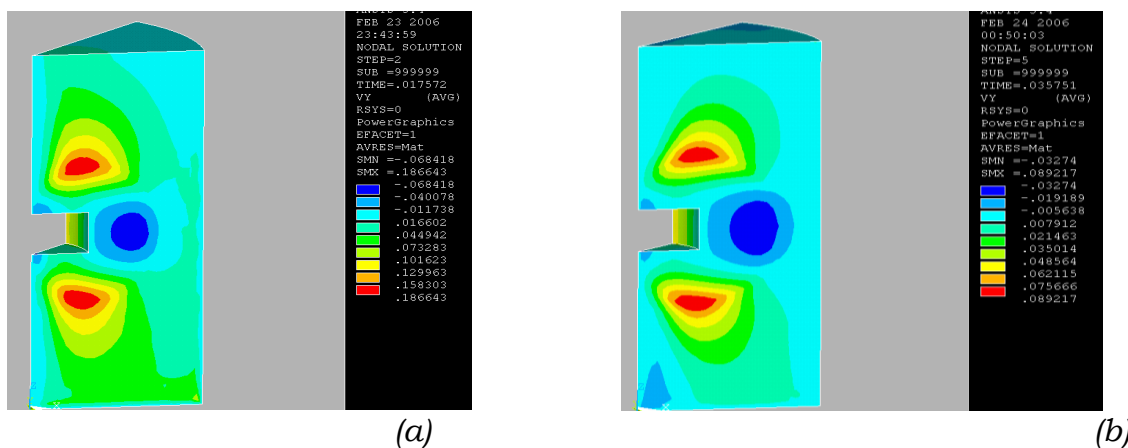 FEB 23 2006
23:43:59
NODAL SOLUTION
STEP=2
SUB =999999
TIME=.017572
VY (AVG)
RSYS=0
PowerGraphics
EFACET=1
AVRES=Mat
SMN =-.068418
SMX =.186643
-.068418
-.040078
-.011738
.016602
.044942
.073283
.101623
.129963
.158303
.186643
(a)
FEB 24 2006
00:50:03
NODAL SOLUTION
STEP=5
SUB =999999
TIME=.035751
VY (AVG)
RSYS=0
PowerGraphics
EFACET=1
AVRES=Mat
SMN =-.03274
SMX =.089217
-.03274
-.019189
-.005638
.007912
.021463
.035014
.048564
.062115
.075666
.089217
(b)